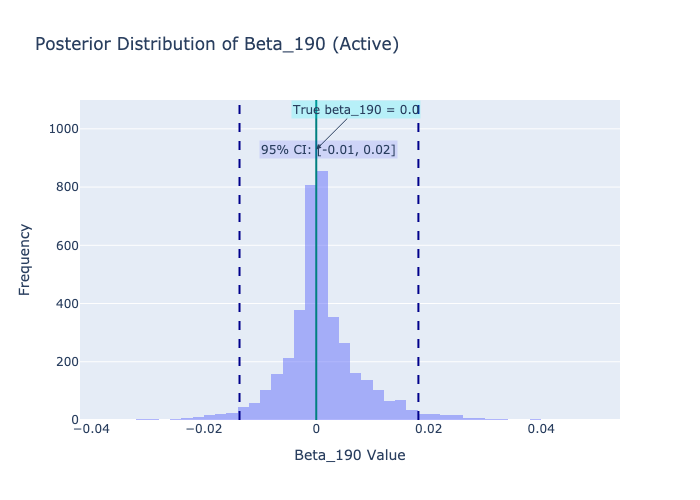 Posterior Distribution of Beta_190 (Active)
True beta_190 = 0.0
95% CI: [-0.01, 0.02]
1000
800
600
400
200
0
Frequency
−0.04
−0.02
0
0.02
0.04
Beta_190 Value